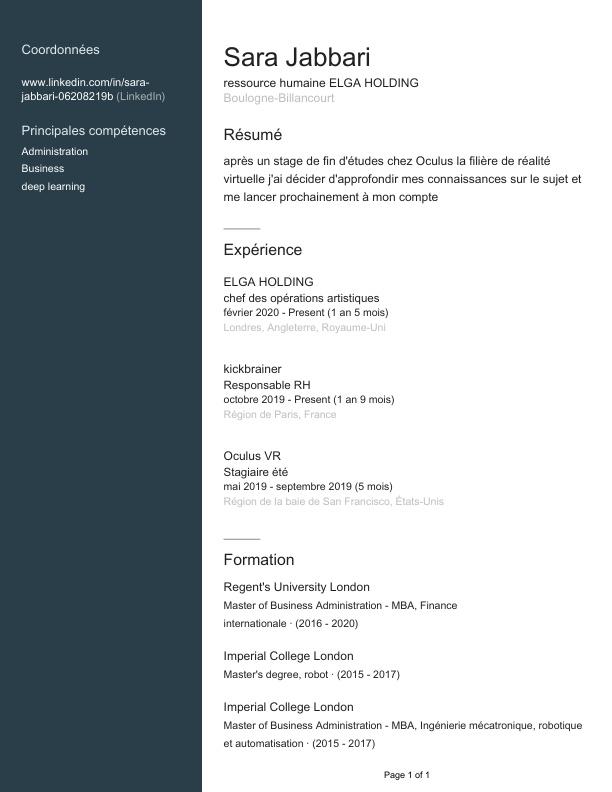 Coordonnées
www.linkedin.com/in/sara-
jabbari-06208219b (LinkedIn)
Principales compétences
Administration
Business
deep learning
Sara Jabbari
ressource humaine ELGA HOLDING
Boulogne-Billancourt
Résumé
après un stage de fin d'études chez Oculus la filière de réalité
virtuelle j'ai décider d'approfondir mes connaissances sur le sujet et
me lancer prochainement à mon compte
Expérience
ELGA HOLDING
chef des opérations artistiques
février 2020 - Present (1 an 5 mois)
Londres, Angleterre, Royaume-Uni
kickbrainer
Responsable RH
octobre 2019 - Present (1 an 9 mois)
Région de Paris, France
Oculus VR
Stagiaire été
mai 2019 - septembre 2019 (5 mois)
Région de la baie de San Francisco, États-Unis
Formation
Regent's University London
Master of Business Administration - MBA, Finance
internationale · (2016 - 2020)
Imperial College London
Master's degree, robot · (2015 - 2017)
Imperial College London
Master of Business Administration - MBA, Ingénierie mécatronique, robotique
et automatisation · (2015 - 2017)
Page 1 of 1